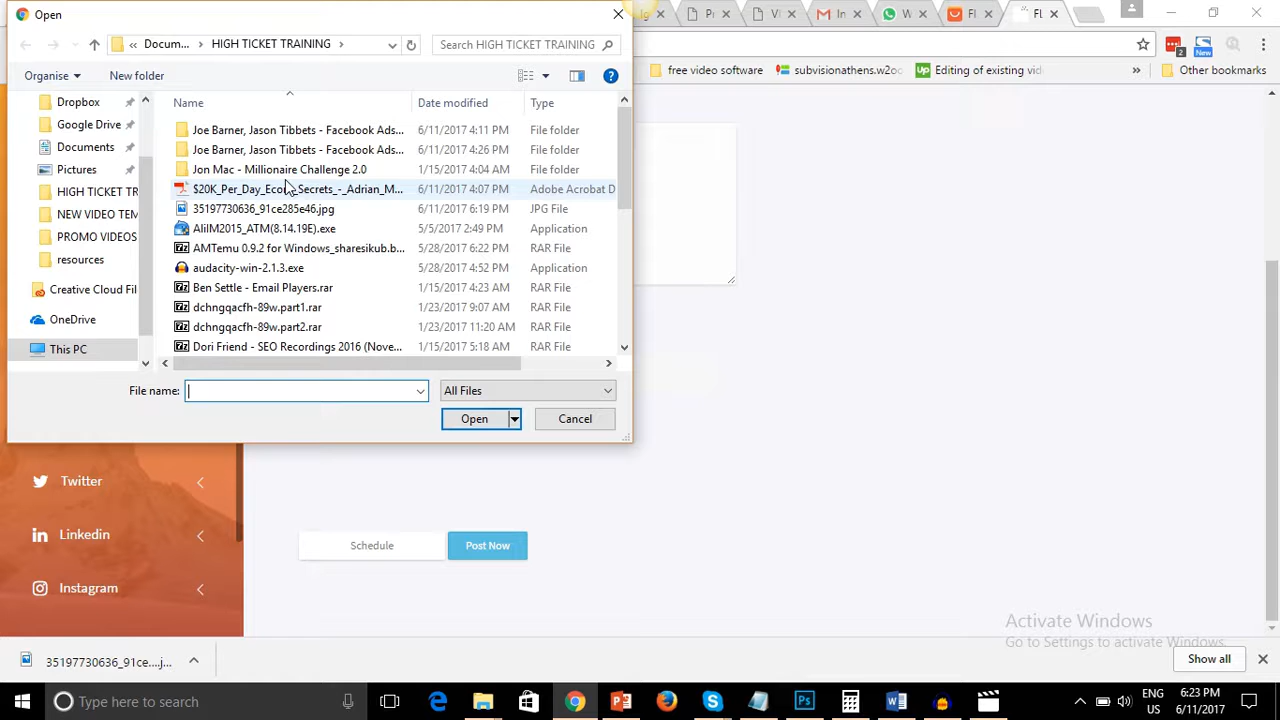 Open
Ig
Pr
Vl
In
W
Fl
Fl
Docum...
HIGH TICKET TRAINING
Search HIGH TICKET TRAINING
2
New
Organise
New folder
free video software
subvisionathens.w2oo
Up
Editing of existing vid
Other bookmarks
Dropbox
Google Drive
Documents
Pictures
HIGH TICKET TR
NEW VIDEO TEM
PROMO VIDEOS
resources
Creative Cloud Fil
OneDrive
This PC
Name Date modified Type
Joe Barner, Jason Tibbets - Facebook Ads... 6/11/2017 4:11 PM File folder
Joe Barner, Jason Tibbets - Facebook Ads... 6/11/2017 4:26 PM File folder
Jon Mac - Millionaire Challenge 2.0 1/15/2017 4:04 AM File folder
$20K_Per_Day_Ecom_Secrets_-_Adrian_M... 6/11/2017 4:07 PM Adobe Acrobat D
35197730636_91ce285e46.jpg 6/11/2017 6:19 PM JPG File
AliIM2015_ATM(8.14.19E).exe 5/5/2017 2:49 PM Application
AMTemu 0.9.2 for Windows_sharesikub.b... 5/28/2017 6:22 PM RAR File
audacity-win-2.1.3.exe 5/28/2017 4:52 PM Application
Ben Settle - Email Players.rar 1/15/2017 4:23 AM RAR File
dchngqacfh-89w.part1.rar 1/23/2017 9:07 AM RAR File
dchngqacfh-89w.part2.rar 1/23/2017 11:20 AM RAR File
Dori Friend - SEO Recordings 2016 (Nove... 1/15/2017 5:18 AM RAR File
File name:
All Files
Open
Cancel
Twitter
Linkedin
Instagram
Schedule
Post Now
Activate Windows
Go to Settings to activate Windows.
35197730636_91ce....j...
Show all
Type here to search
ENG
US
6:23 PM
6/11/2017